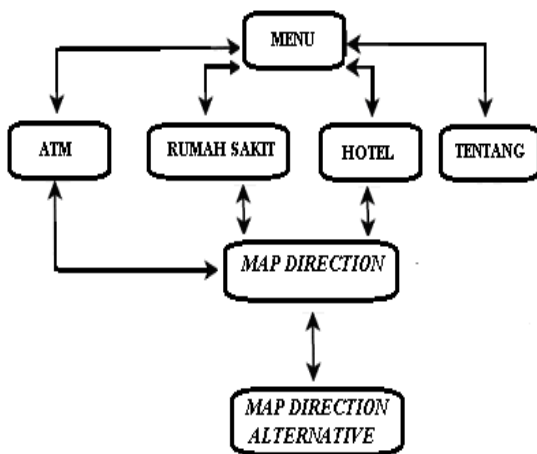 MENU
ATM
RUMAH SAKIT
HOTEL
TENTANG
MAP DIRECTION
MAP DIRECTION
ALTERNATIVE